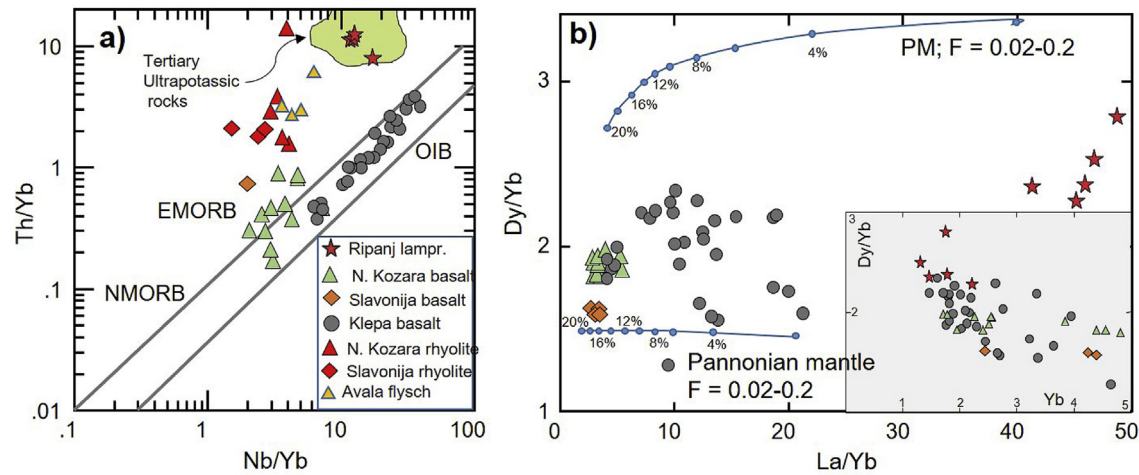 a)
Th/Yb
10
1
.1
.01
.1
1
10
100
Nb/Yb
Tertiary
Ultrapotassic
rocks
OIB
EMORB
NMORB
Ripanj lampr.
N. Kozara basalt
Slavonija basalt
Klepa basalt
N. Kozara rhyolite
Slavonija rhyolite
Avala flysch
b)
Dy/Yb
3
2
1
0
10
20
30
40
50
La/Yb
PM; F = 0.02-0.2
4%
8%
12%
16%
20%
20%
16%
12%
8%
4%
Pannonian mantle
F = 0.02-0.2
3
Dy/Yb
2
1
2
3
4
5
Yb